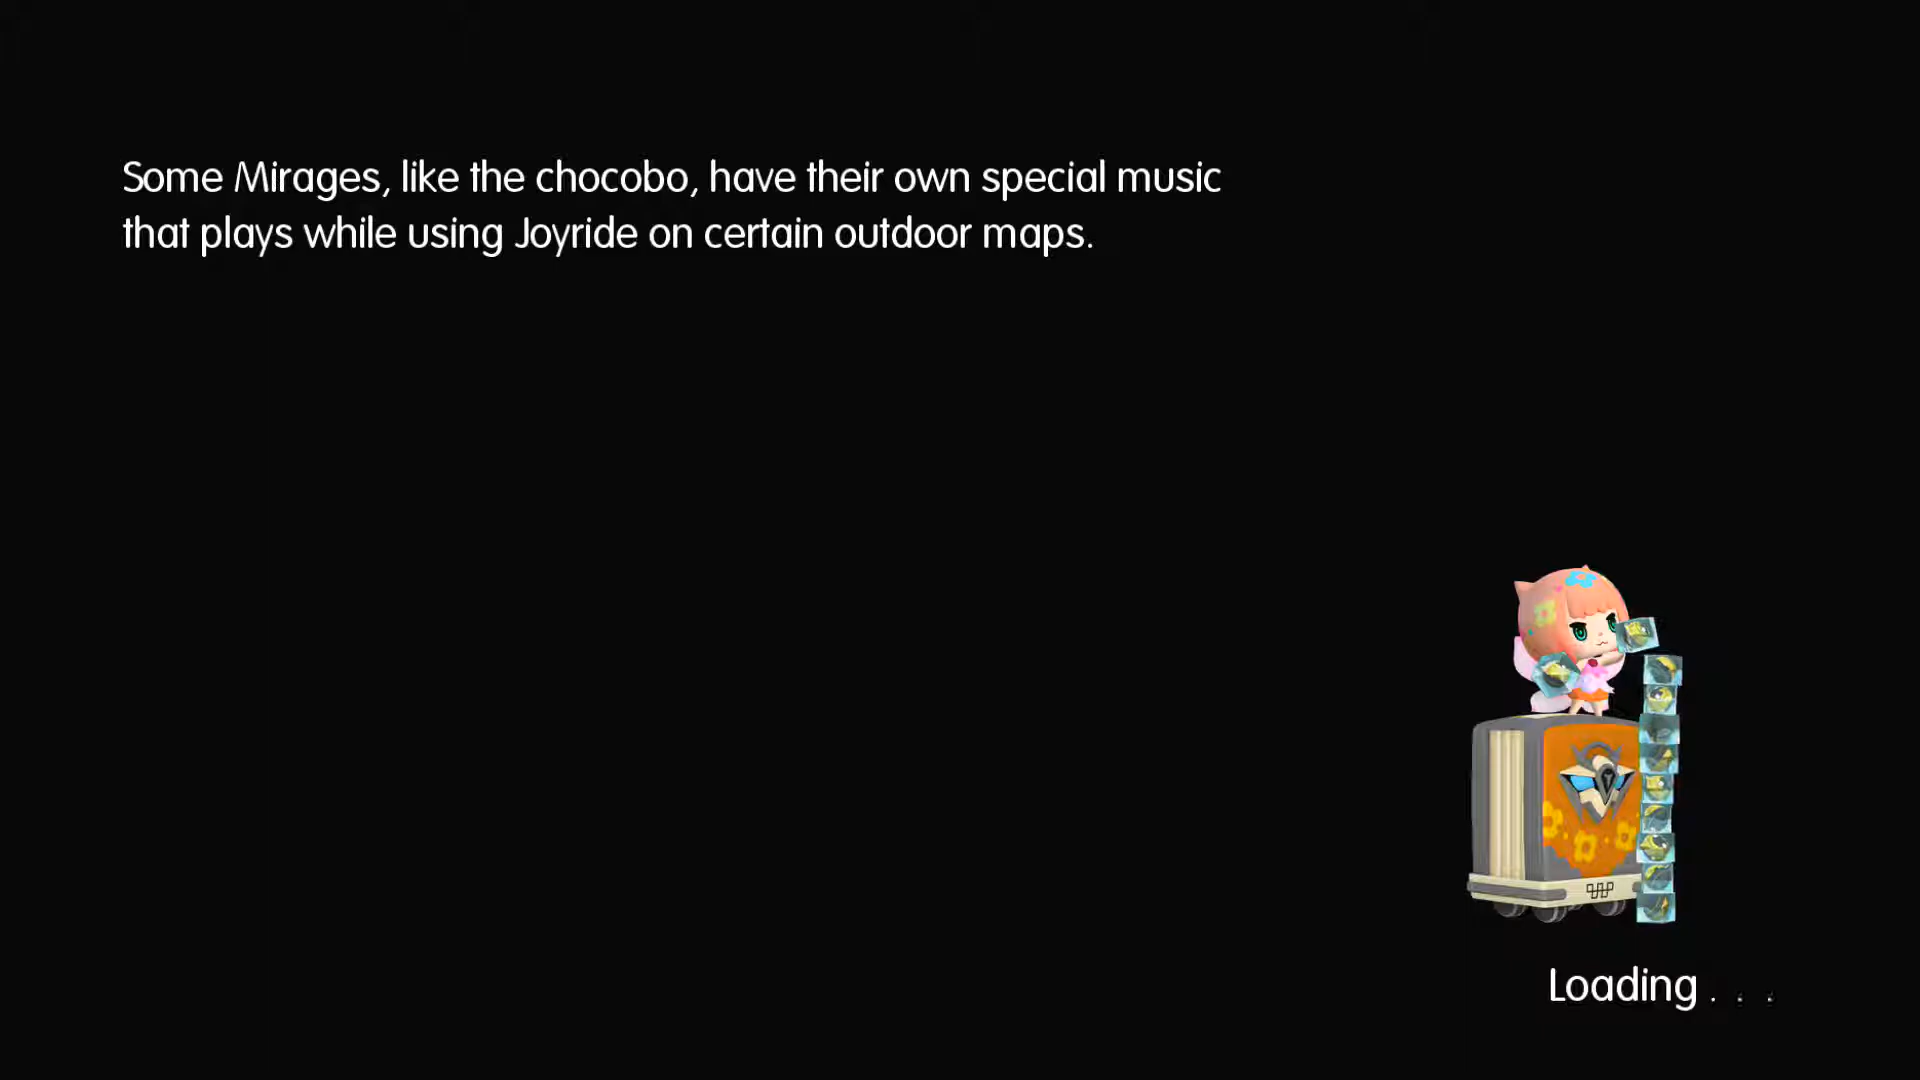 Some Mirages, like the chocobo, have their own special music
that plays while using Joyride on certain outdoor maps.
Loading . . .